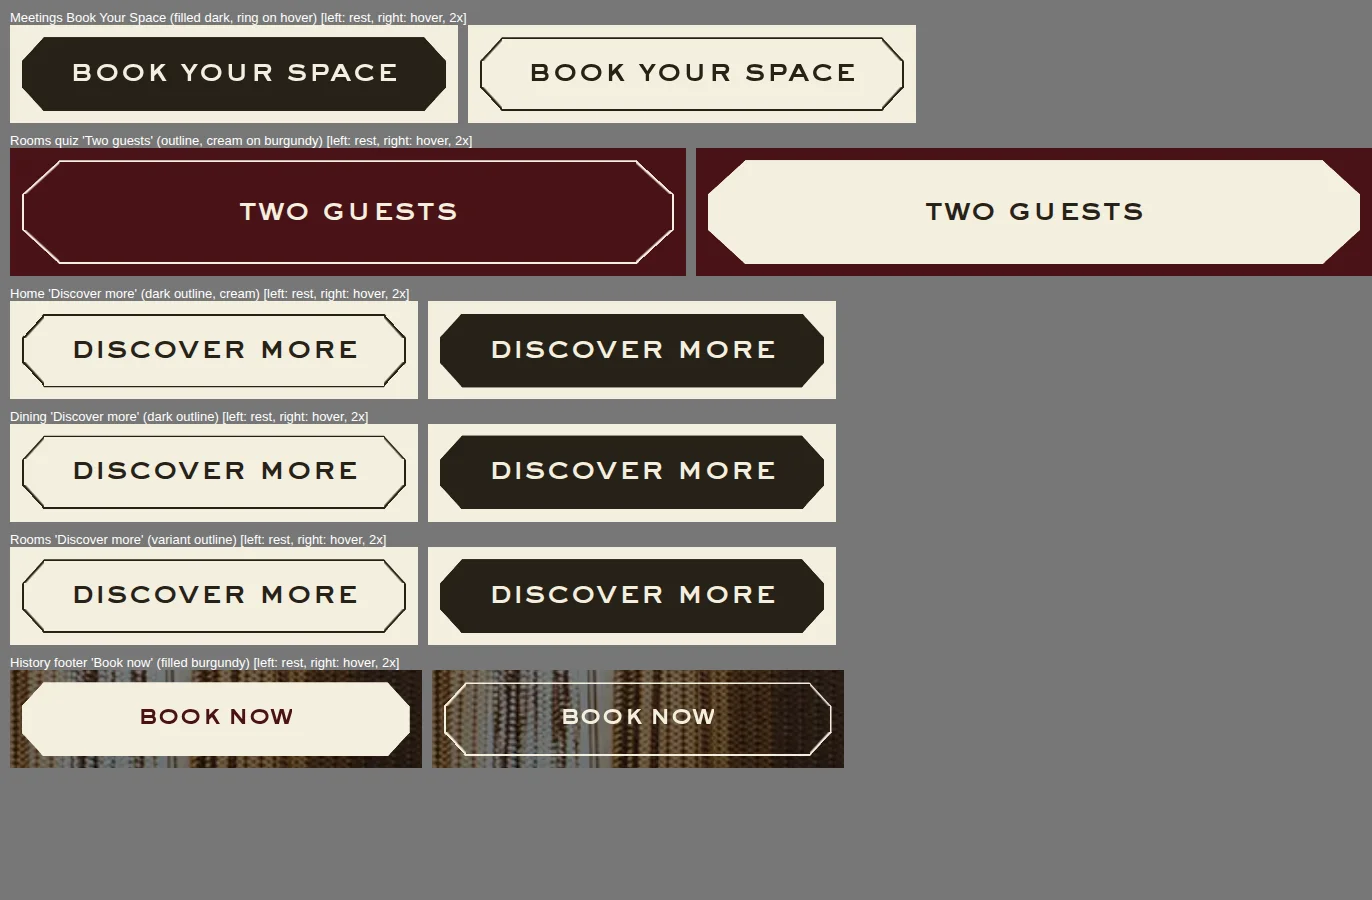 Meetings Book Your Space (filled dark, ring on hover) [left: rest, right: hover, 2x]
BOOK YOUR SPACE BOOK YOUR SPACE
Rooms quiz 'Two guests' (outline, cream on burgundy) [left: rest, right: hover, 2x]
TWO GUESTS TWO GUESTS
Home 'Discover more' (dark outline, cream) [left: rest, right: hover, 2x]
DISCOVER MORE DISCOVER MORE
Dining 'Discover more' (dark outline) [left: rest, right: hover, 2x]
DISCOVER MORE DISCOVER MORE
Rooms 'Discover more' (variant outline) [left: rest, right: hover, 2x]
DISCOVER MORE DISCOVER MORE
History footer 'Book now' (filled burgundy) [left: rest, right: hover, 2x]
BOOK NOW BOOK NOW